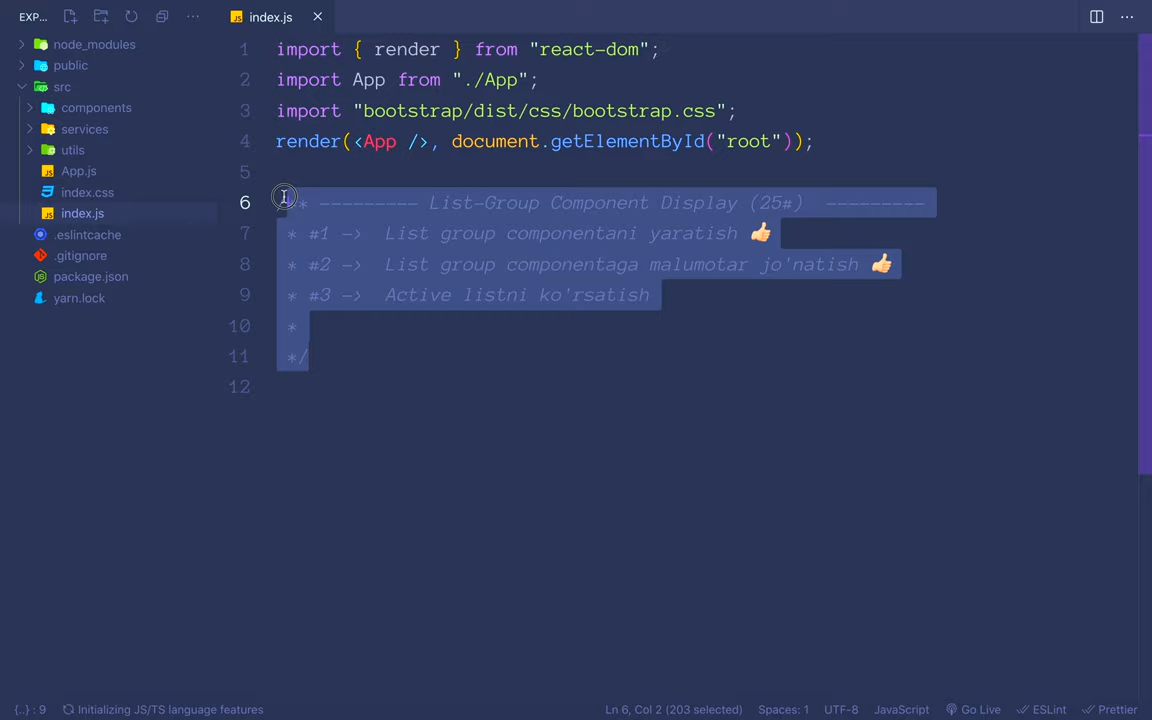 EXP...
index.js
node_modules
public
src
components
services
utils
App.js
index.css
index.js
.eslintcache
.gitignore
package.json
yarn.lock
1 import { render } from "react-dom";
2 import App from "./App";
3 import "bootstrap/dist/css/bootstrap.css";
4 render(<App />, document.getElementById("root"));
5
6 /** --------- List-Group Component Display (25#) ---------
7 * #1 -> List group componentani yaratish 👍🏻
8 * #2 -> List group componentaga malumotar jo'natish 👍🏻
9 * #3 -> Active listni ko'rsatish
10 *
11 */
12
{..} : 9 Initializing JS/TS language features Ln 6, Col 2 (203 selected) Spaces: 1 UTF-8 JavaScript Go Live ESLint Prettier